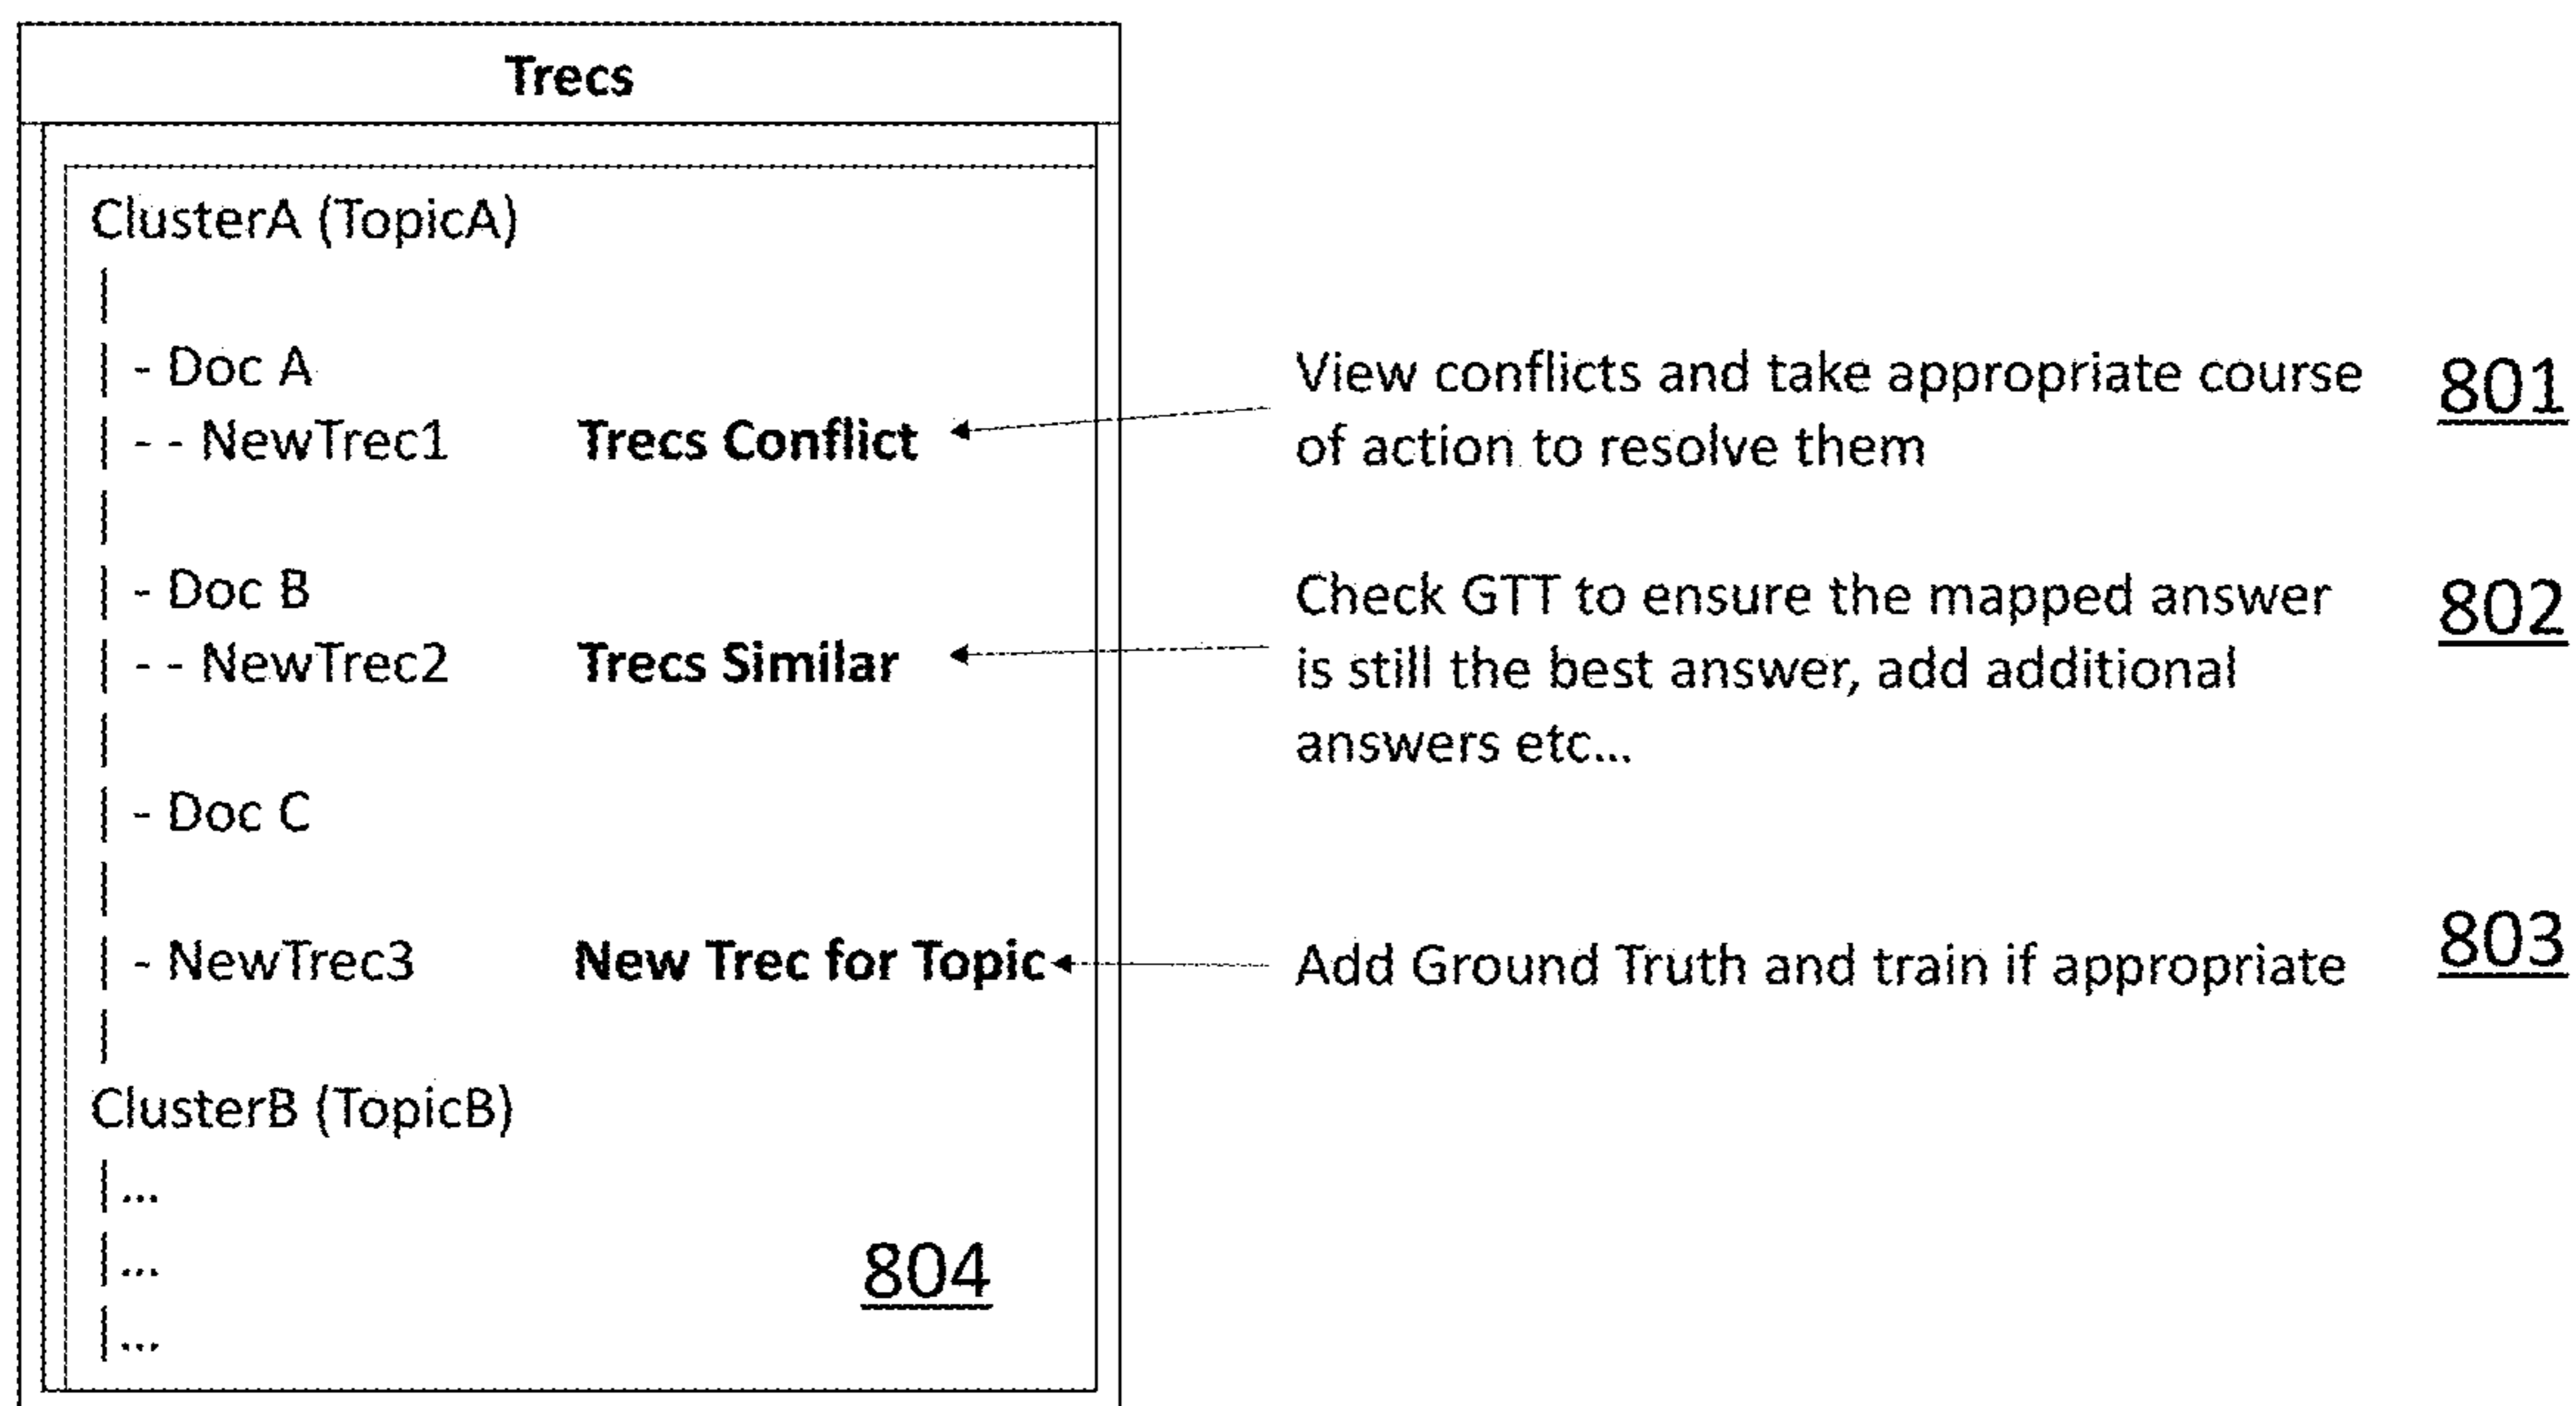 Trecs
ClusterA (TopicA)
|
| - Doc A
| - - NewTrec1 Trecs Conflict
|
| - Doc B
| - - NewTrec2 Trecs Similar
|
| - Doc C
|
| - NewTrec3 New Trec for Topic
|
ClusterB (TopicB)
|...
|...
|...
804
View conflicts and take appropriate course
of action to resolve them
801
Check GTT to ensure the mapped answer
is still the best answer, add additional
answers etc...
802
Add Ground Truth and train if appropriate
803